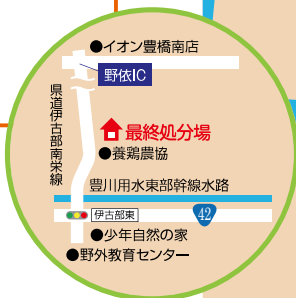 ●イオン豊橋南店
野依IC
県道伊古部南栄線
最終処分場
●養鶏農協
豊川用水東部幹線水路
伊古部東
42
●少年自然の家
●野外教育センター